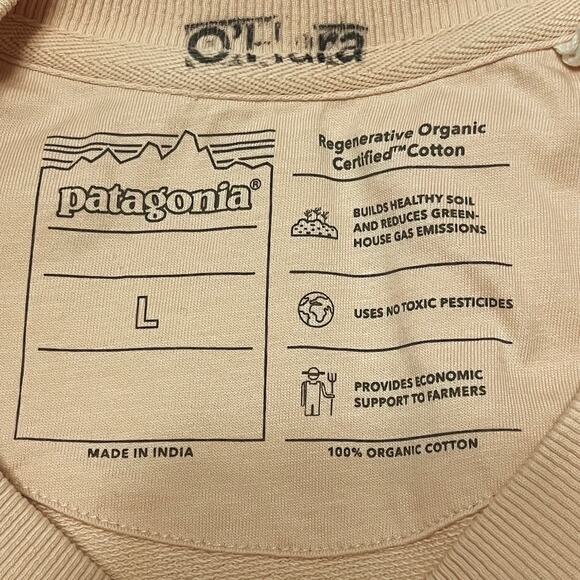 O'Hara
patagonia®
L
MADE IN INDIA
Regenerative Organic
Certified™ Cotton
BUILDS HEALTHY SOIL
AND REDUCES GREEN-
HOUSE GAS EMISSIONS
USES NO TOXIC PESTICIDES
PROVIDES ECONOMIC
SUPPORT TO FARMERS
100% ORGANIC COTTON